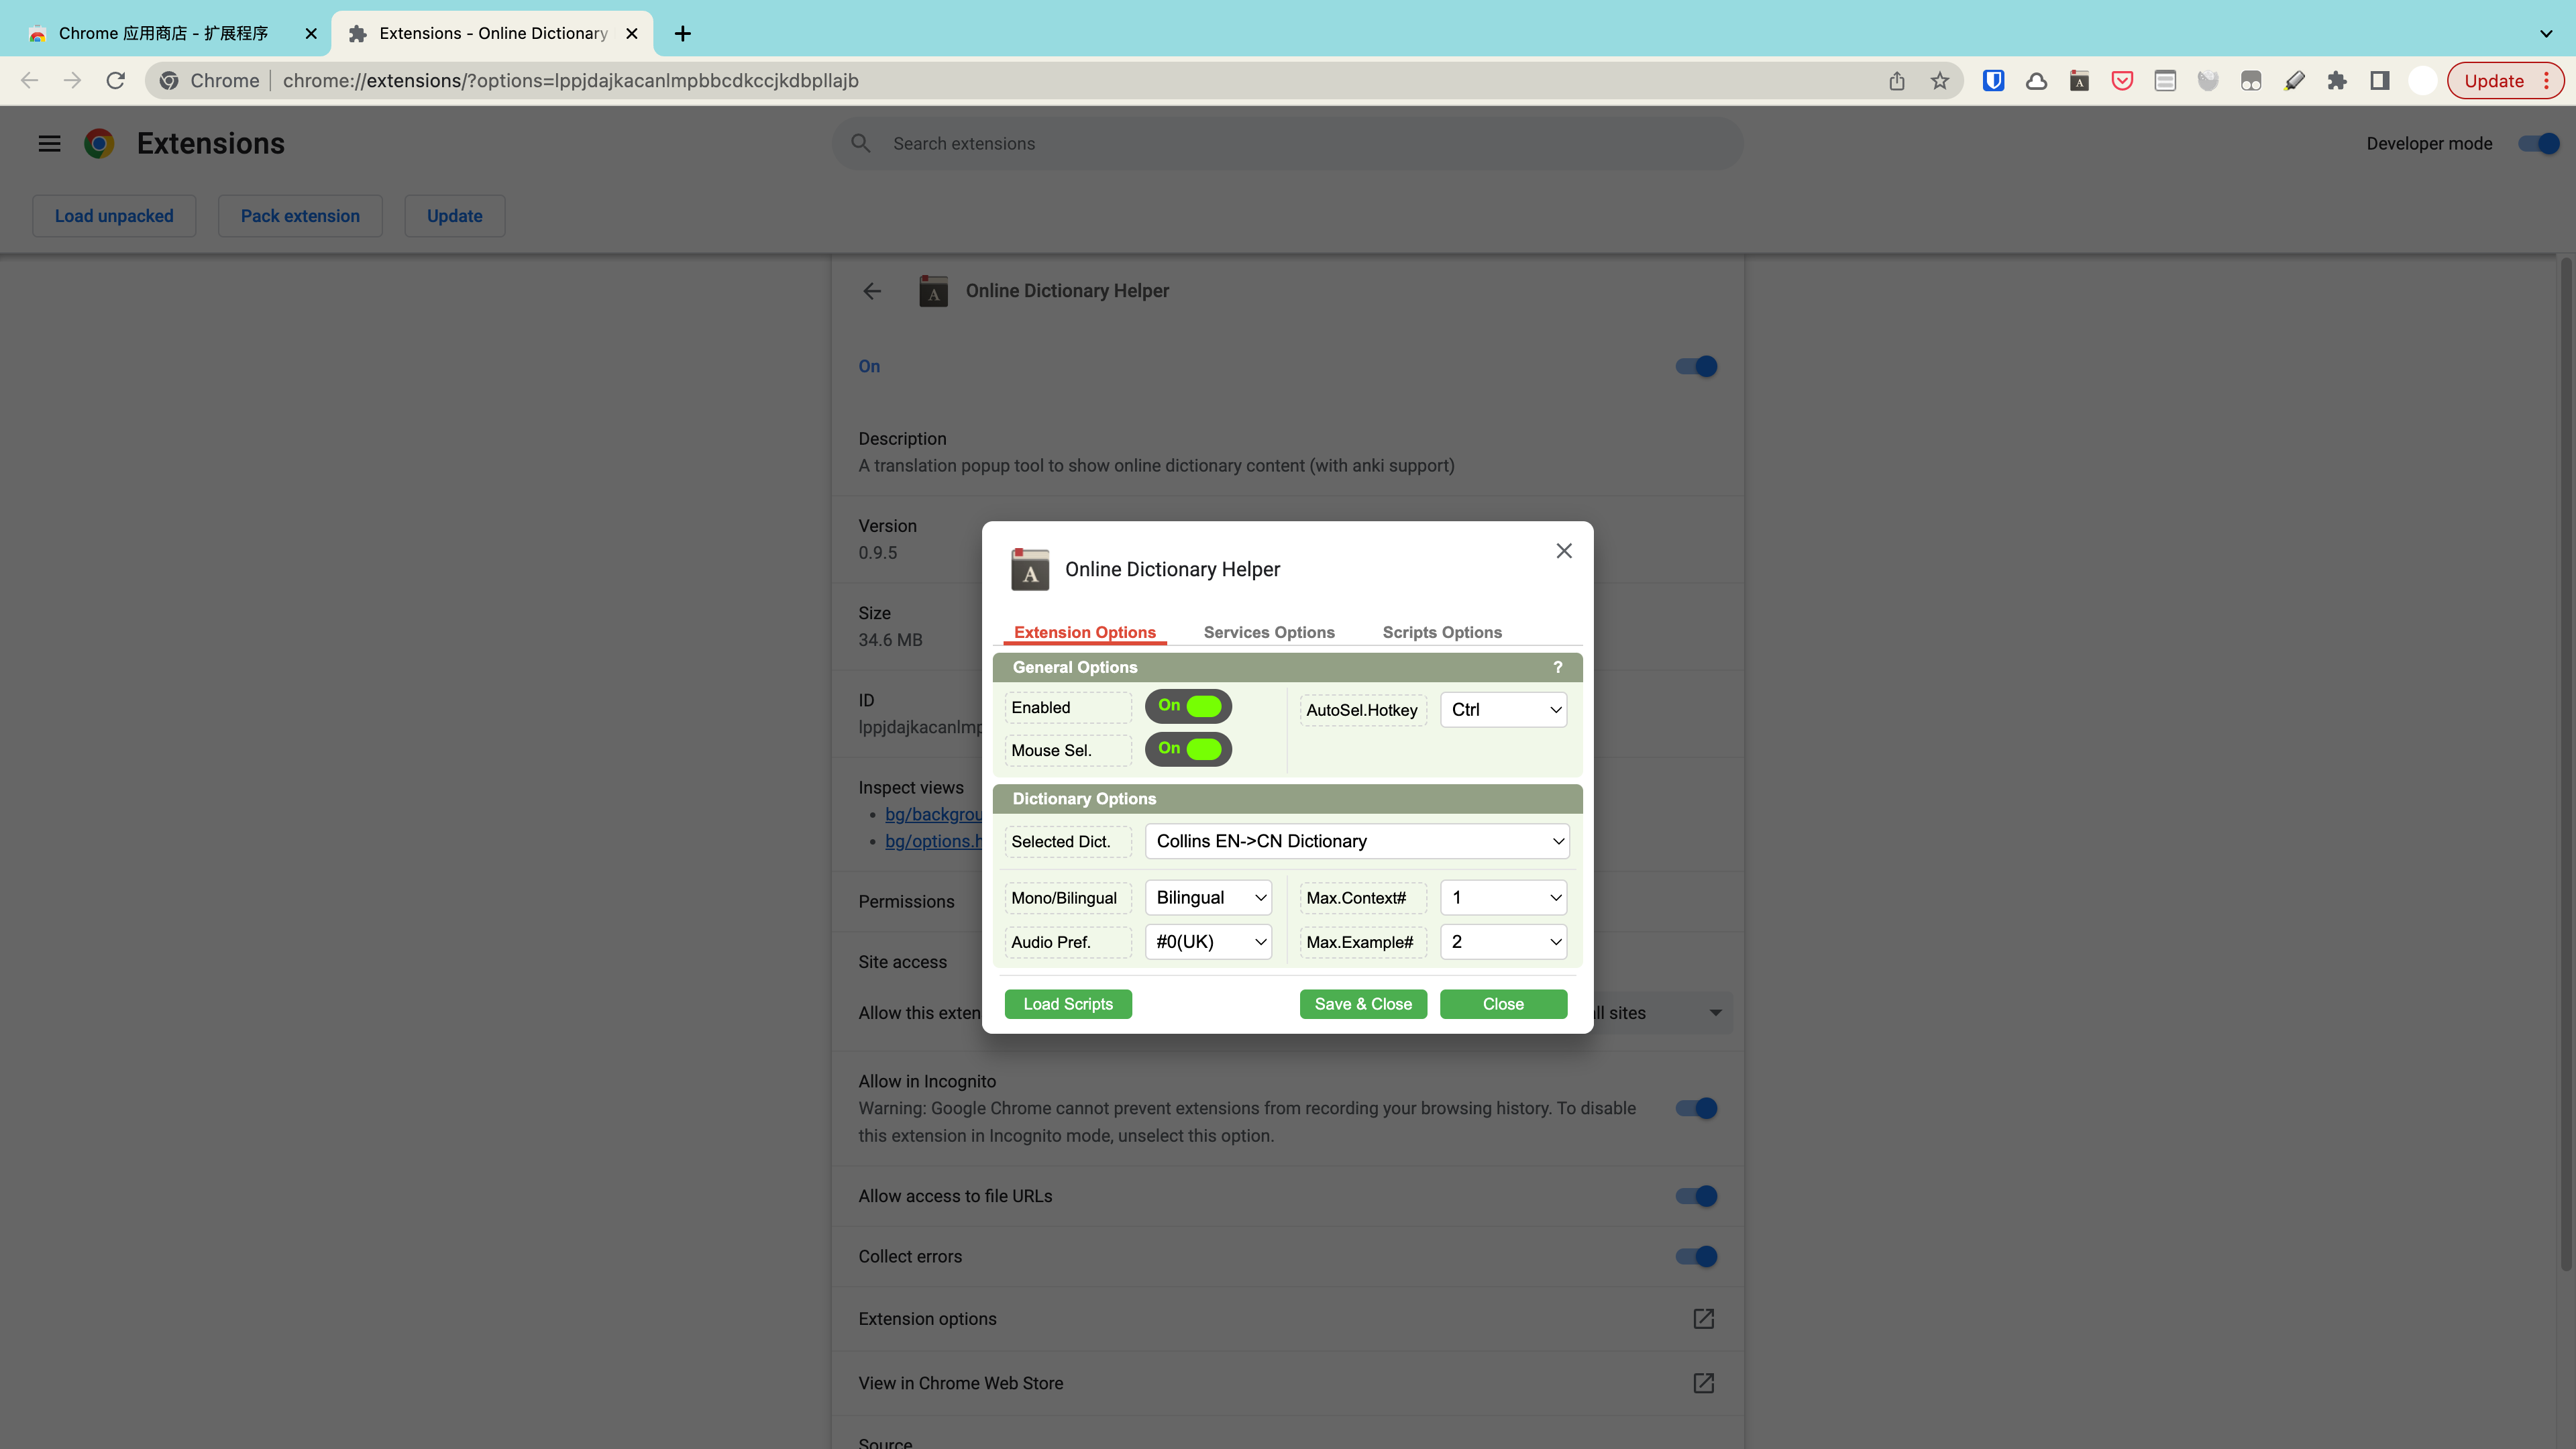 Chrome 应用商店 - 扩展程序
Extensions - Online Dictionary
Chrome
chrome://extensions/?options=lppjdajkacanlmpbbcdkccjkdbpllajb
Update
Extensions
Search extensions
Developer mode
Load unpacked
Pack extension
Update
Online Dictionary Helper
On
Description
A translation popup tool to show online dictionary content (with anki support)
Version
0.9.5
Size
34.6 MB
ID
lppjdajkacanlmp
Inspect views
bg/backgrou
bg/options.h
Permissions
Site access
Allow this exten
ll sites
Allow in Incognito
Warning: Google Chrome cannot prevent extensions from recording your browsing history. To disable
this extension in Incognito mode, unselect this option.
Allow access to file URLs
Collect errors
Extension options
View in Chrome Web Store
Source
A Online Dictionary Helper
Extension Options Services Options Scripts Options
General Options ?
Enabled On AutoSel.Hotkey Ctrl
Mouse Sel. On
Dictionary Options
Selected Dict. Collins EN->CN Dictionary
Mono/Bilingual Bilingual Max.Context# 1
Audio Pref. #0(UK) Max.Example# 2
Load Scripts Save & Close Close